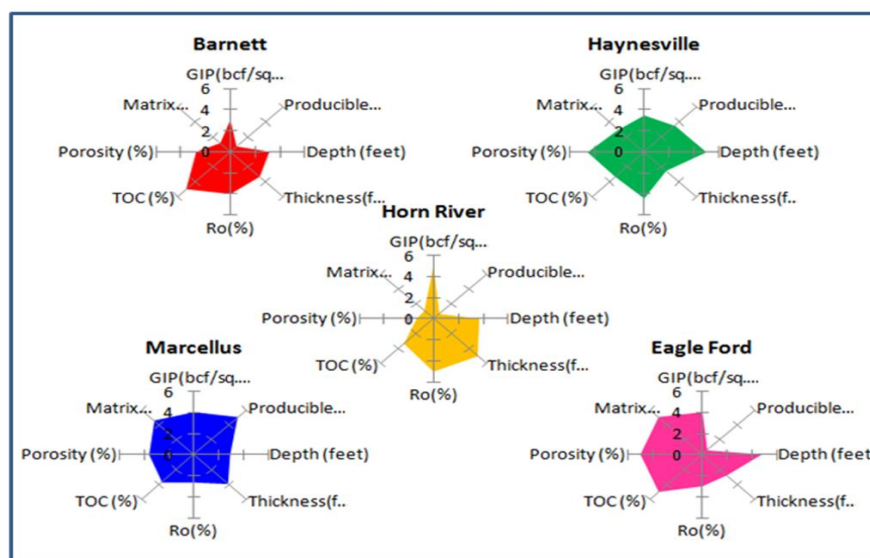 Barnett
GIP(bcf/sq...
6
4
2
0
Matrix...
Producible...
Porosity (%)
Depth (feet)
TOC (%)
Thickness(f..
Ro(%)
Haynesville
GIP(bcf/sq....
6
4
2
0
Matrix...
Producible...
Porosity (%)
Depth (feet)
TOC (%)
Thickness(f..
Ro(%)
Horn River
GIP(bcf/sq...
6
4
2
0
Matrix...
Producible...
Porosity (%)
Depth (feet)
TOC (%)
Thickness(f...
Ro(%)
Marcellus
GIP(bcf/sq....
6
4
2
0
Matrix...
Producible...
Porosity (%)
Depth (feet)
TOC (%)
Thickness(f..
Ro(%)
Eagle Ford
GIP(bcf/sq....
6
4
2
0
Matrix...
Producible...
Porosity (%)
Depth (feet)
TOC (%)
Thickness(f..
Ro(%)